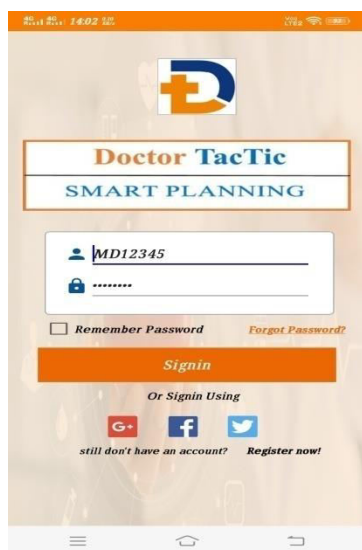 14:02
Doctor TacTic
SMART PLANNING
MD12345
Remember Password Forgot Password?
Signin
Or Signin Using
G+ f
still don't have an account? Register now!